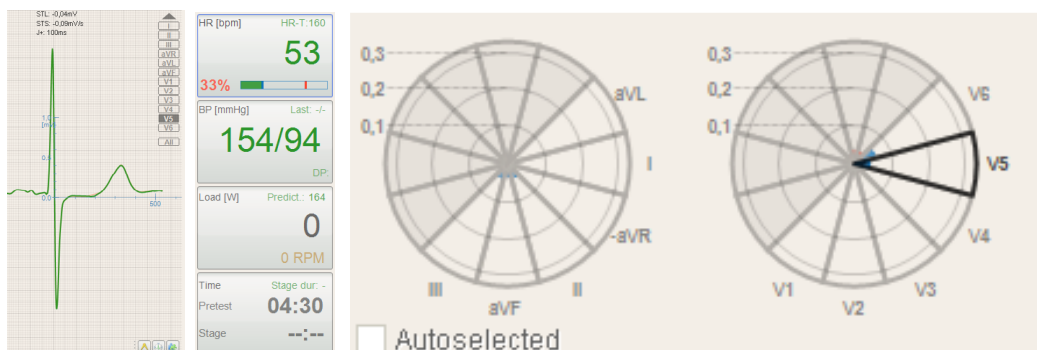 STL: -0,04mV
STS: -0,09mV/s
J+: 100ms
I
II
III
aVR
aVL
aVF
V1
V2
V3
V4
V5
V6
All
1,0
[mV]
0,0
600
HR [bpm] HR-T:160
53
33%
BP [mmHg] Last: -/-
154/94
DP:
Load [W] Predict.: 164
0
0 RPM
Time Stage dur: -
Pretest 04:30
Stage --:--
0,3
0,2
0,1
aVL
I
-aVR
II
aVF
III
0,3
0,2
0,1
V6
V5
V4
V3
V2
V1
Autoselected